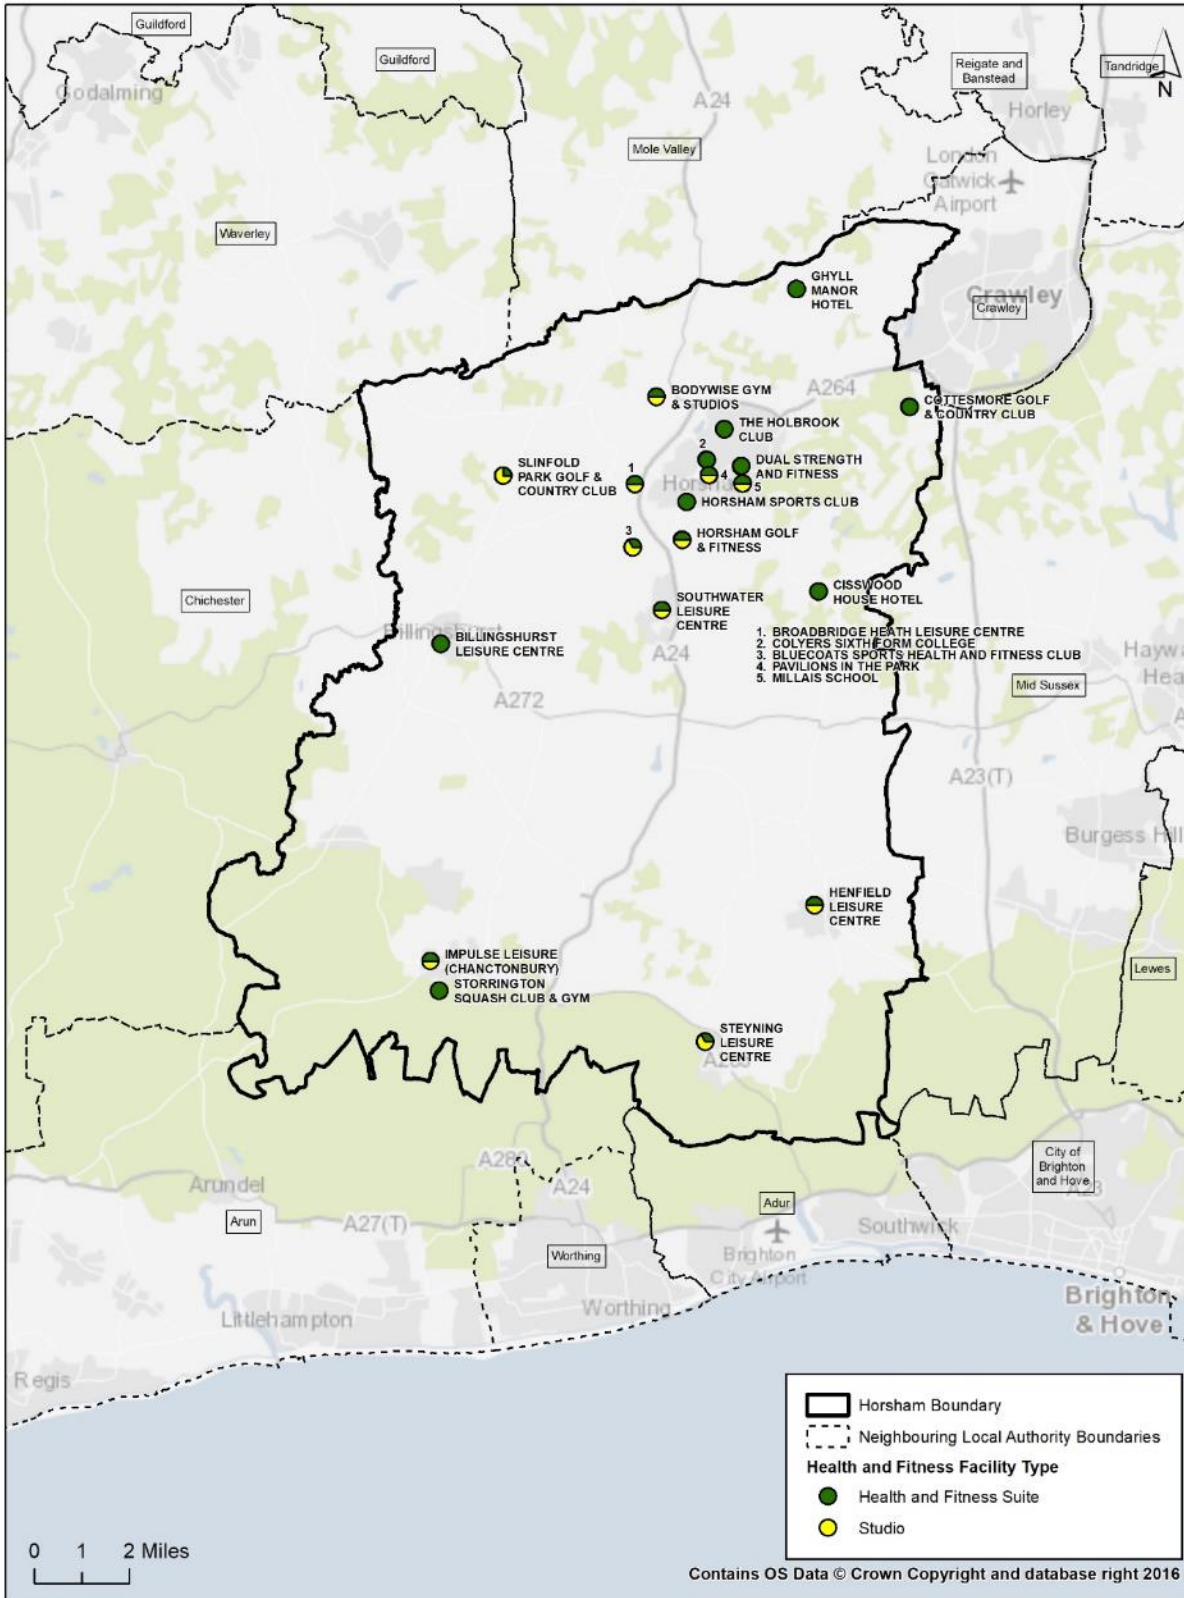 Guildford
Guildford
Godalming
Reigate and
Banstead
Tandridge
N
Horley
A24
Mole Valley
London
Gatwick
Airport
Waverley
GHYLL
MANOR
HOTEL
Crawley
Crawley
A264
BODYWISE GYM
& STUDIOS
COTTESMORE GOLF
& COUNTRY CLUB
THE HOLBROOK
CLUB
2
SLINFOLD
PARK GOLF &
COUNTRY CLUB
DUAL STRENGTH
AND FITNESS
1
4
5
HORSHAM SPORTS CLUB
3
HORSHAM GOLF
& FITNESS
CISSWOOD
HOUSE HOTEL
Chichester
SOUTHWATER
LEISURE
CENTRE
Billingshurst
BILLINGSHURST
LEISURE CENTRE
A24
1. BROADBRIDGE HEATH LEISURE CENTRE
2. COLYERS SIXTH FORM COLLEGE
3. BLUECOATS SPORTS HEALTH AND FITNESS CLUB
4. PAVILIONS IN THE PARK
5. MILLAIS SCHOOL
Hayw
Hea
Mid Sussex
A272
A23(T)
Burgess Hill
HENFIELD
LEISURE
CENTRE
IMPULSE LEISURE
(CHANCTONBURY)
STORRINGTON
SQUASH CLUB & GYM
Lewes
STEYNING
LEISURE
CENTRE
A280
A24
City of
Brighton
and Hove
A23
Arundel
Arun
A27(T)
Adur
Southwick
Worthing
Brighton
City Airport
Worthing
Littlehampton
Brighton
& Hove
Regis
Horsham Boundary
Neighbouring Local Authority Boundaries
Health and Fitness Facility Type
Health and Fitness Suite
Studio
0 1 2 Miles
Contains OS Data © Crown Copyright and database right 2016